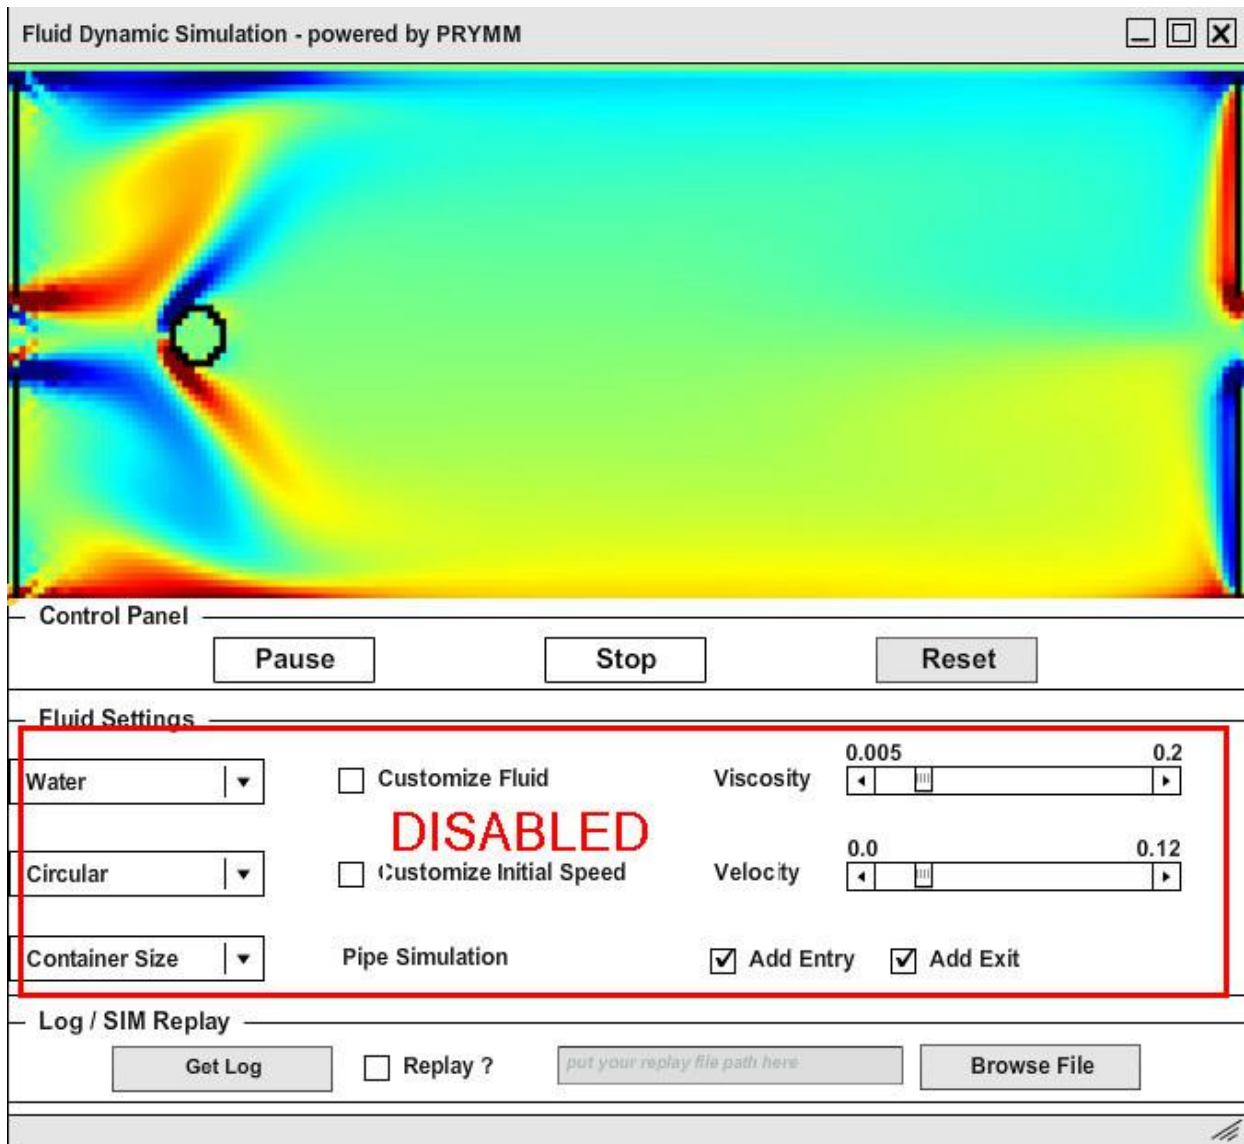 Fluid Dynamic Simulation - powered by PRYMM
Control Panel
Pause Stop Reset
Fluid Settings
0.005 0.2
Water Customize Fluid Viscosity
DISABLED
0.0 0.12
Circular Customize Initial Speed Velocity
Container Size Pipe Simulation Add Entry Add Exit
Log / SIM Replay
Get Log Replay ? put your replay file path here Browse File